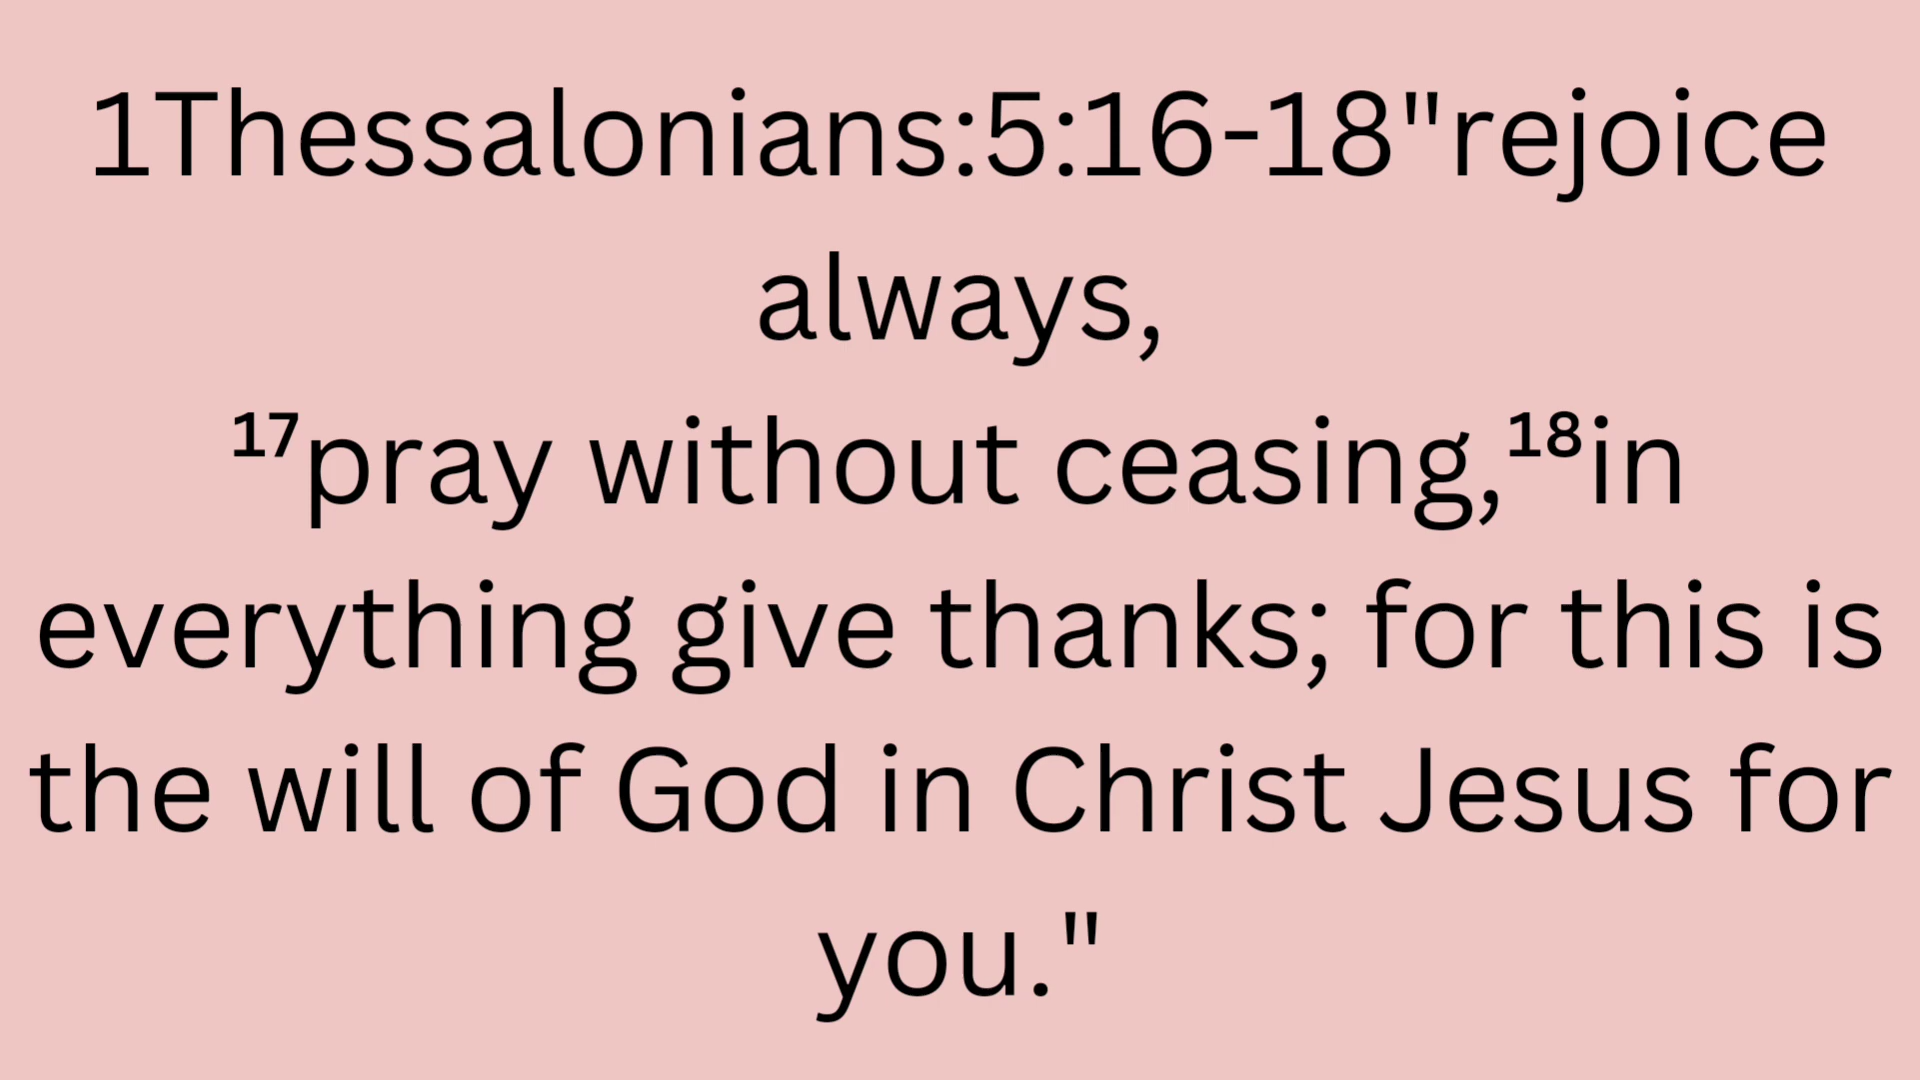 1Thessalonians:5:16-18"rejoice
always,
¹⁷pray without ceasing,¹⁸in
everything give thanks; for this is
the will of God in Christ Jesus for
you."